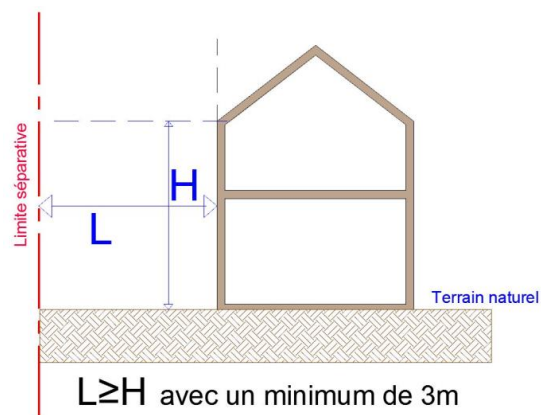 Limite séparative
H
L
Terrain naturel
L≥H avec un minimum de 3m